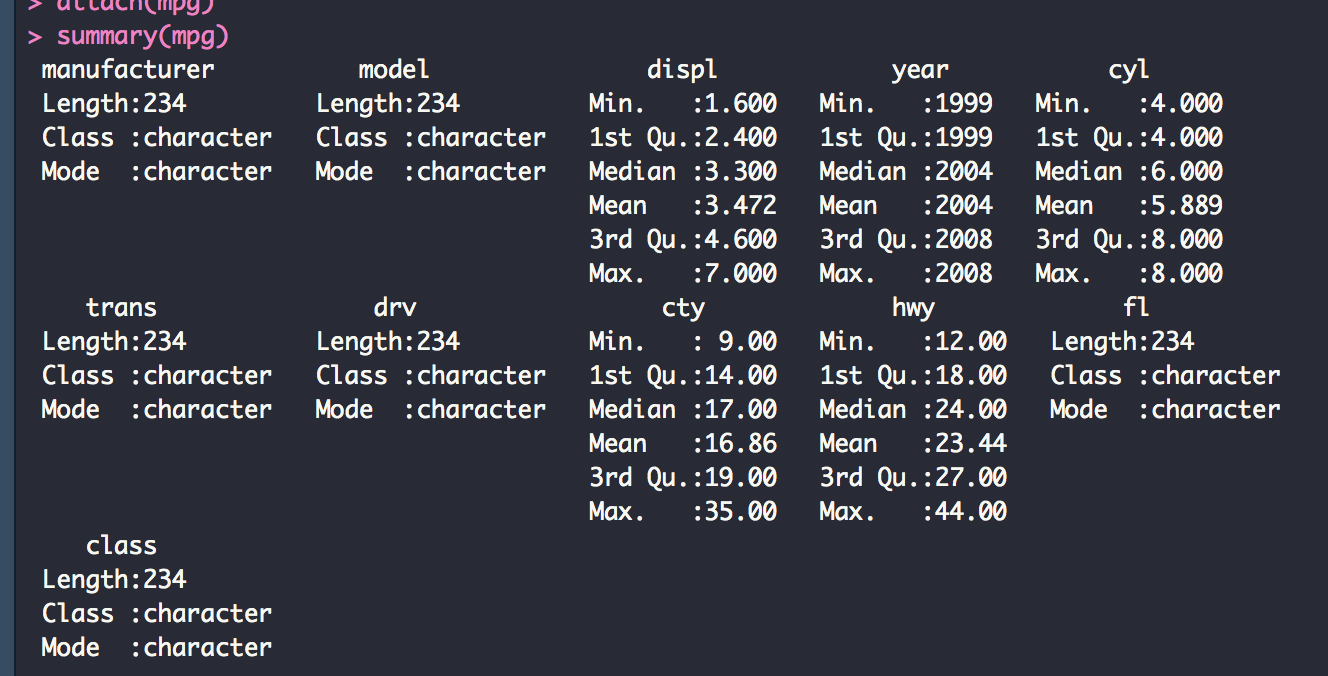 > attach(mpg)
> summary(mpg)
manufacturer model displ year cyl
Length:234 Length:234 Min. :1.600 Min. :1999 Min. :4.000
Class :character Class :character 1st Qu.:2.400 1st Qu.:1999 1st Qu.:4.000
Mode :character Mode :character Median :3.300 Median :2004 Median :6.000
Mean :3.472 Mean :2004 Mean :5.889
3rd Qu.:4.600 3rd Qu.:2008 3rd Qu.:8.000
Max. :7.000 Max. :2008 Max. :8.000
trans drv cty hwy fl
Length:234 Length:234 Min. : 9.00 Min. :12.00 Length:234
Class :character Class :character 1st Qu.:14.00 1st Qu.:18.00 Class :character
Mode :character Mode :character Median :17.00 Median :24.00 Mode :character
Mean :16.86 Mean :23.44
3rd Qu.:19.00 3rd Qu.:27.00
Max. :35.00 Max. :44.00
class
Length:234
Class :character
Mode :character